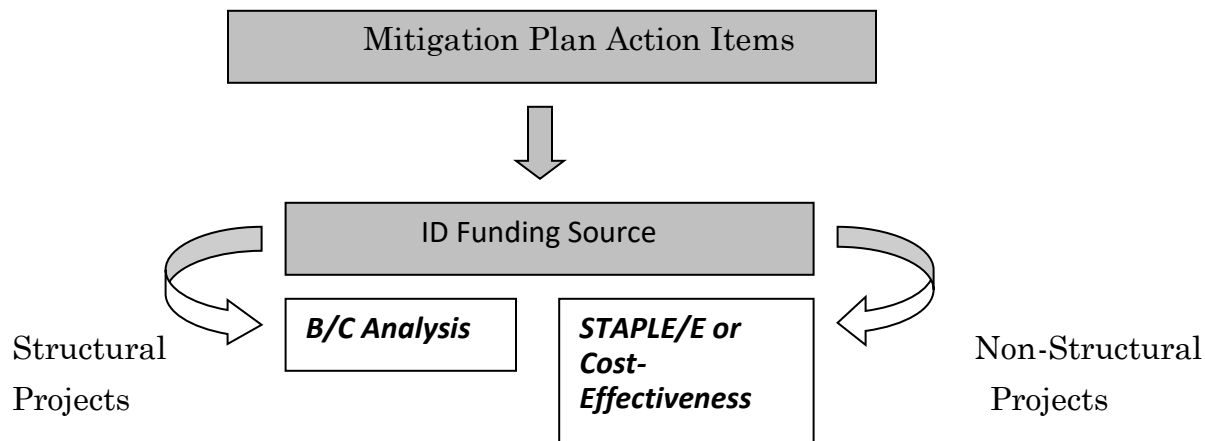 Mitigation Plan Action Items
ID Funding Source
B/C Analysis
STAPLE/E or
Cost-
Effectiveness
Structural
Projects
Non-Structural
Projects